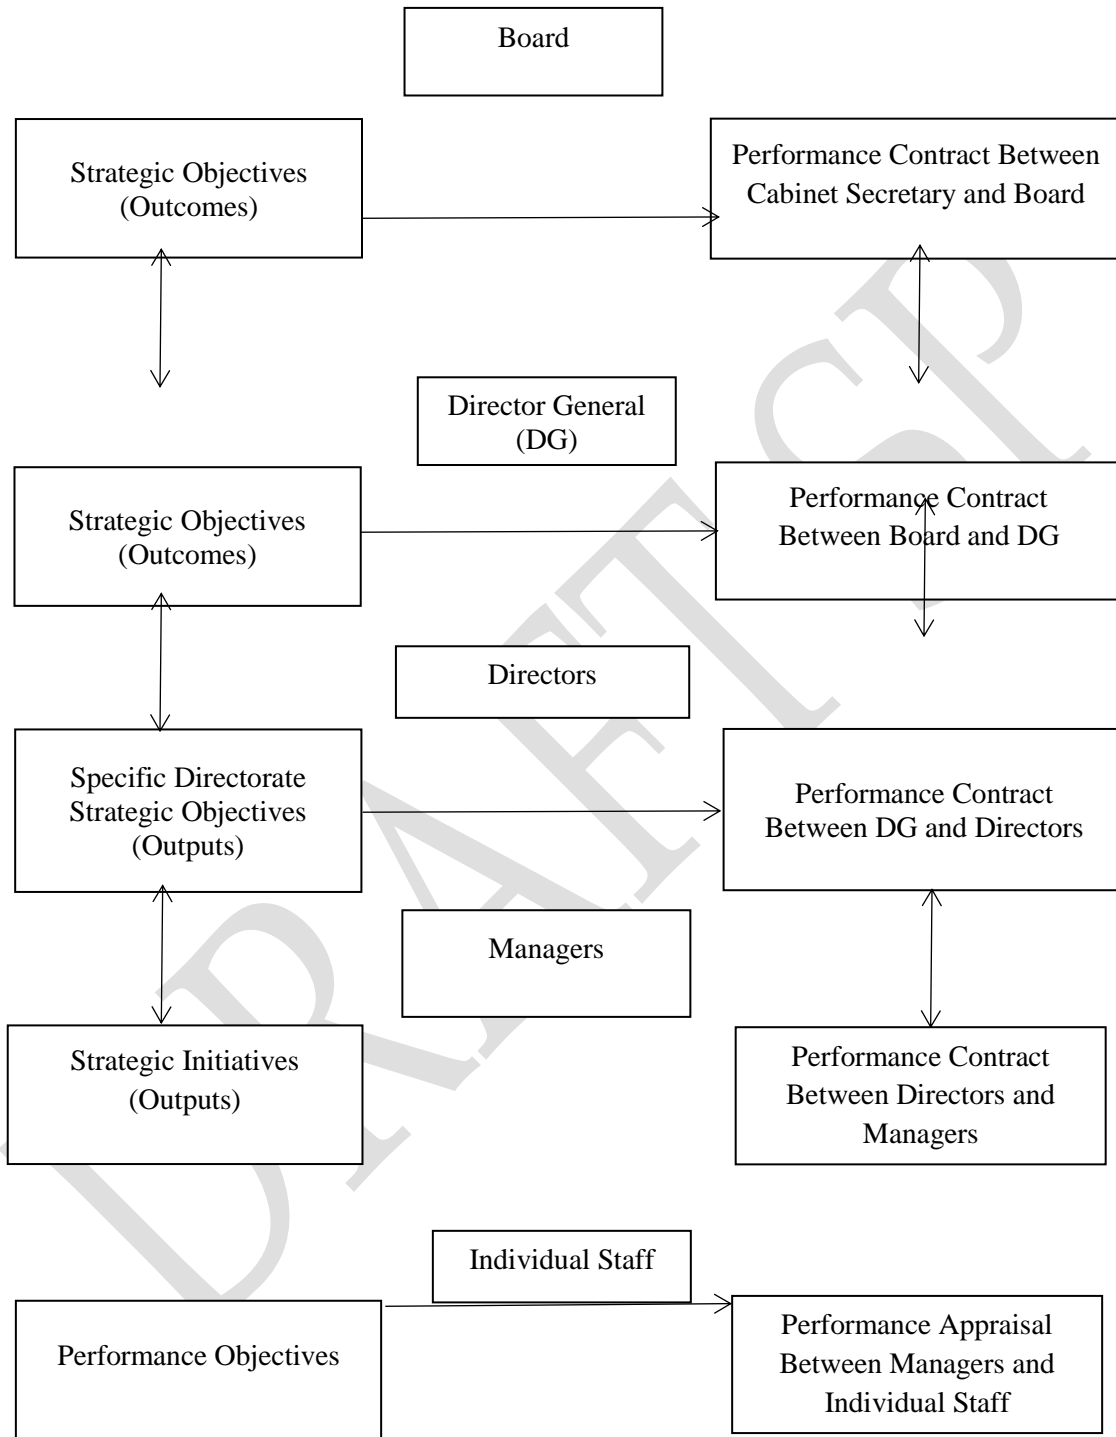 Board
Strategic Objectives
(Outcomes)
Performance Contract Between
Cabinet Secretary and Board
Director General
(DG)
Strategic Objectives
(Outcomes)
Performance Contract
Between Board and DG
Directors
Specific Directorate
Strategic Objectives
(Outputs)
Performance Contract
Between DG and Directors
Managers
Strategic Initiatives
(Outputs)
Performance Contract
Between Directors and
Managers
Individual Staff
Performance Objectives
Performance Appraisal
Between Managers and
Individual Staff
DRAFT SP